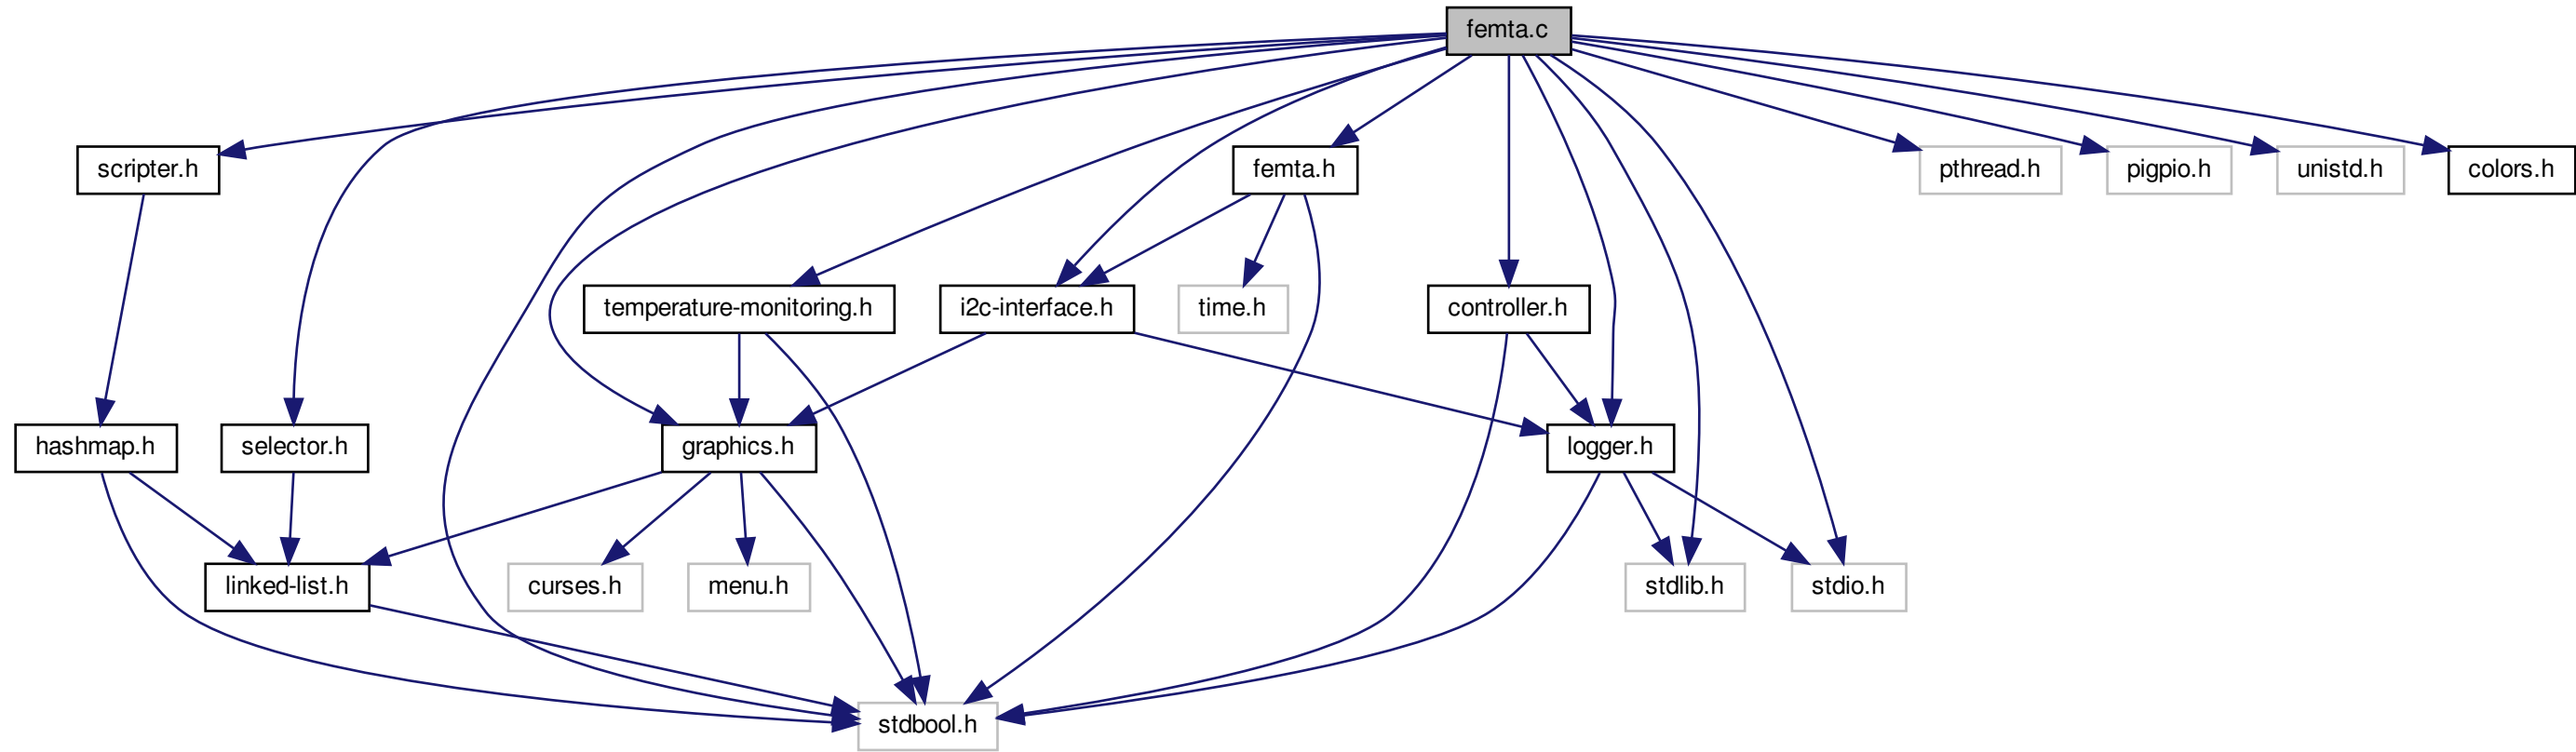 femta.c
scripter.h
femta.h
pthread.h
pigpio.h
unistd.h
colors.h
temperature-monitoring.h
i2c-interface.h
time.h
controller.h
hashmap.h
selector.h
graphics.h
logger.h
linked-list.h
curses.h
menu.h
stdlib.h
stdio.h
stdbool.h